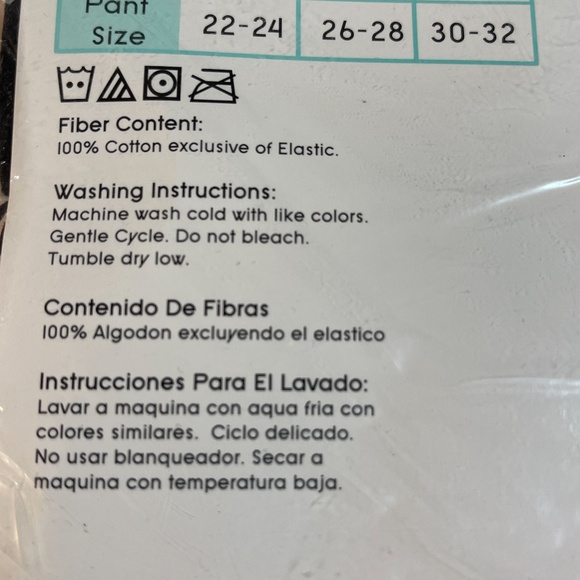 Pant
Size 22-24 26-28 30-32
Fiber Content:
100% Cotton exclusive of Elastic.
Washing Instructions:
Machine wash cold with like colors.
Gentle Cycle. Do not bleach.
Tumble dry low.
Contenido De Fibras
100% Algodon excluyendo el elastico
Instrucciones Para El Lavado:
Lavar a maquina con aqua fria con
colores similares. Ciclo delicado.
No usar blanqueador. Secar a
maquina con temperatura baja.